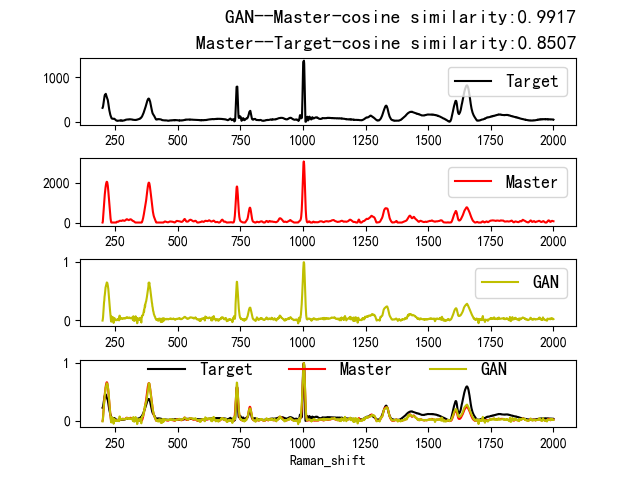 GAN--Master-cosine similarity:0.9917
Master--Target-cosine similarity:0.8507
1000
0
Target
250 500 750 1000 1250 1500 1750 2000
2000
0
Master
250 500 750 1000 1250 1500 1750 2000
1
0
GAN
250 500 750 1000 1250 1500 1750 2000
1
0
Target Master GAN
250 500 750 1000 1250 1500 1750 2000
Raman_shift